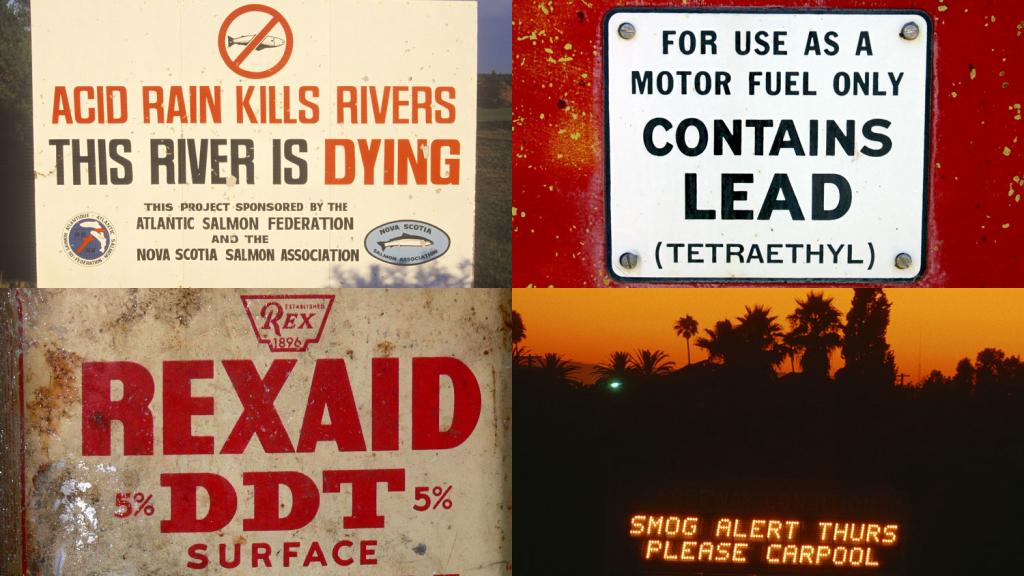 ACID RAIN KILLS RIVERS
THIS RIVER IS DYING
THIS PROJECT SPONSORED BY THE
ATLANTIC SALMON FEDERATION
AND THE
NOVA SCOTIA SALMON ASSOCIATION
NOVA SCOTIA
SALMON ASSOCIATION
FOR USE AS A
MOTOR FUEL ONLY
CONTAINS
LEAD
(TETRAETHYL)
ESTABLISHED
REX
1896
REXAID
5% DDT 5%
SURFACE
SMOG ALERT THURS
PLEASE CARPOOL